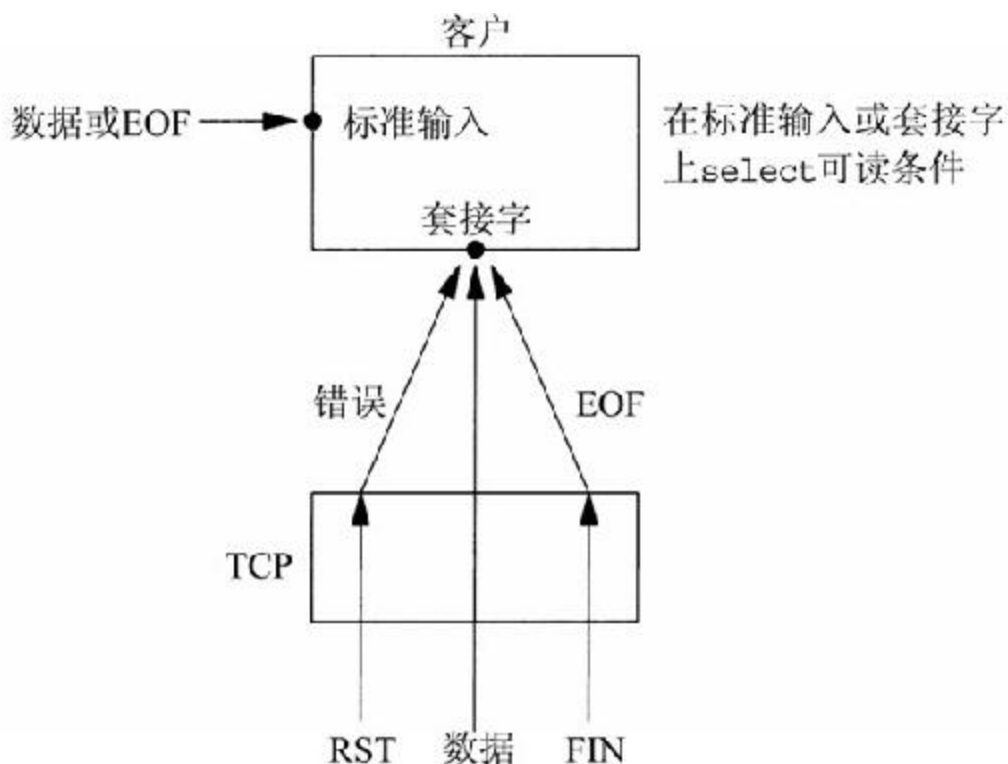 客户
数据或EOF
标准输入
在标准输入或套接字
上select可读条件
套接字
错误
EOF
TCP
RST
数据
FIN